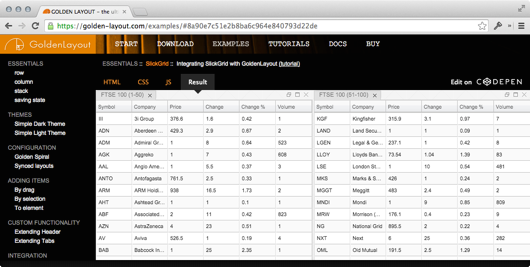 GOLDEN LAYOUT – the ul
https://golden-layout.com/examples/#8a90e7c51e2b8ba6c964e840793d22de
GoldenLayout START DOWNLOAD EXAMPLES TUTORIALS DOCS BUY
ESSENTIALS
row
column
stack
saving state
THEMES
Simple Dark Theme
Simple Light Theme
CONFIGURATION
Golden Spiral
Synced layouts
ADDING ITEMS
By drag
By selection
To element
CUSTOM FUNCTIONALITY
Extending Header
Extending Tabs
INTEGRATION
ESSENTIALS :: SlickGrid :: Integrating SlickGrid with GoldenLayout (tutorial)
HTML CSS JS Result Edit on CODEPEN
FTSE 100 (1-50)
Symbol Company Price Change Change % Volume
III 3i Group 376.8 1.6 0.42 1
ADN Aberdeen ... 429.3 2.9 0.67 2
ADM Admiral Gr... 1 8 0.64 523
AGK Aggreko 1 7 0.43 608
AAL Anglo Ame... 1 5.5 0.37 3
ANTO Antofagasta 761.5 2.5 0.33 1
ARM ARM Holdi... 938 16.5 1.73 2
AHT Ashtead Gr... 1 1 0.1 1
ABF Associated... 2 11 0.42 823
AZN AstraZeneca 4 23 0.51 1
AV Aviva 526.5 1 0.19 4
BAB Babcock In... 1 25 2.35 1
FTSE 100 (51-100)
Symbol Company Price Change Change % Volume
KGF Kingfisher 315.9 3.1 0.97 7
LAND Land Secu... 1 1 0.09 1
LGEN Legal & Ge... 237.1 1 0.42 8
LLOY Lloyds Ban... 73.54 1.04 1.39 83
LSE London St... 1 10 0.54 481
MKS Marks & S... 426 1 0.24 2
MGGT Meggitt 463 2.4 0.49 2
MNDI Mondi 1 9 0.85 809
MRW Morrison (... 176.1 0.4 0.23 9
NG National Grid 895.5 2 0.22 4
NXT Next 6 25 0.36 282
OML Old Mutual 191.5 2.9 1.29 14